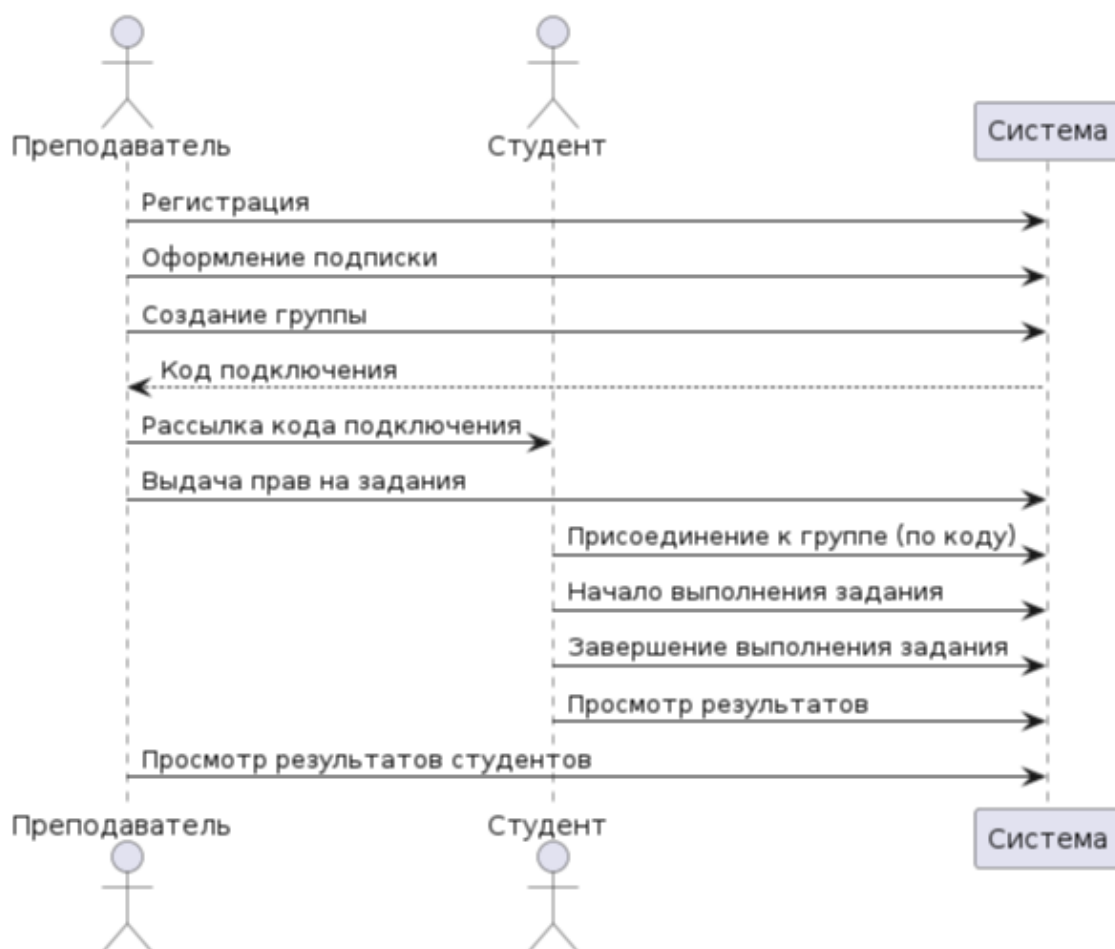 Преподаватель
Студент
Система
Регистрация
Оформление подписки
Создание группы
Код подключения
Рассылка кода подключения
Выдача прав на задания
Присоединение к группе (по коду)
Начало выполнения задания
Завершение выполнения задания
Просмотр результатов
Просмотр результатов студентов
Преподаватель
Студент
Система